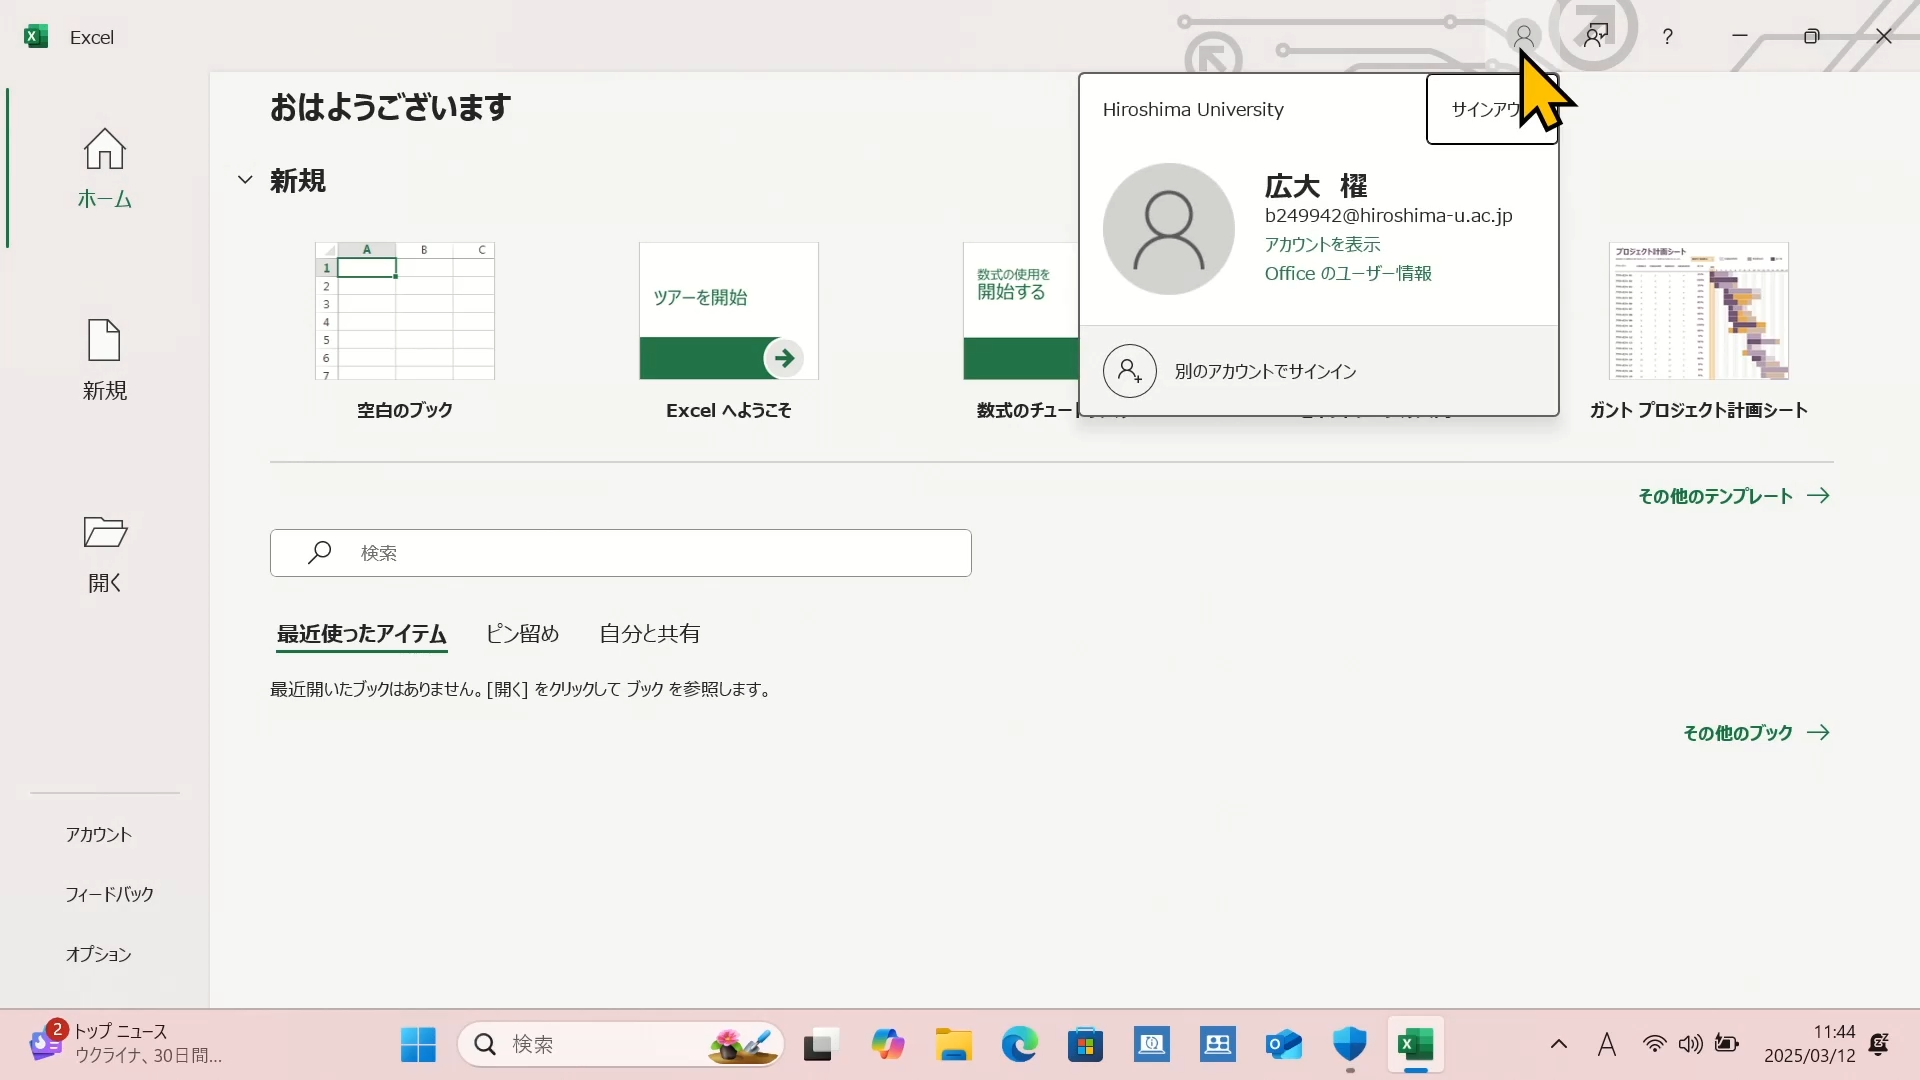 Excel
?
おはようございます
Hiroshima University
サインアウ
新規
広大 櫂
b249942@hiroshima-u.ac.jp
アカウントを表示
Office のユーザー情報
別のアカウントでサインイン
ホーム
A B C
1
2
3
4
5
6
7
ツアーを開始
数式の使用を
開始する
プロジェクト計画シート
空白のブック
Excel へようこそ
数式のチュート
ガント プロジェクト計画シート
新規
その他のテンプレート
開く
検索
最近使ったアイテム ピン留め 自分と共有
最近開いたブックはありません。[開く] をクリックして ブック を参照します。
その他のブック
アカウント
フィードバック
オプション
2
トップ ニュース
ウクライナ、30日間...
検索
A
11:44
2025/03/12